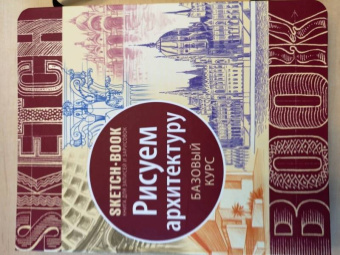 SKETCH
SKETCH-BOOK
Рисуем
архитектуру
БАЗОВЫЙ
КУРС
BOOK